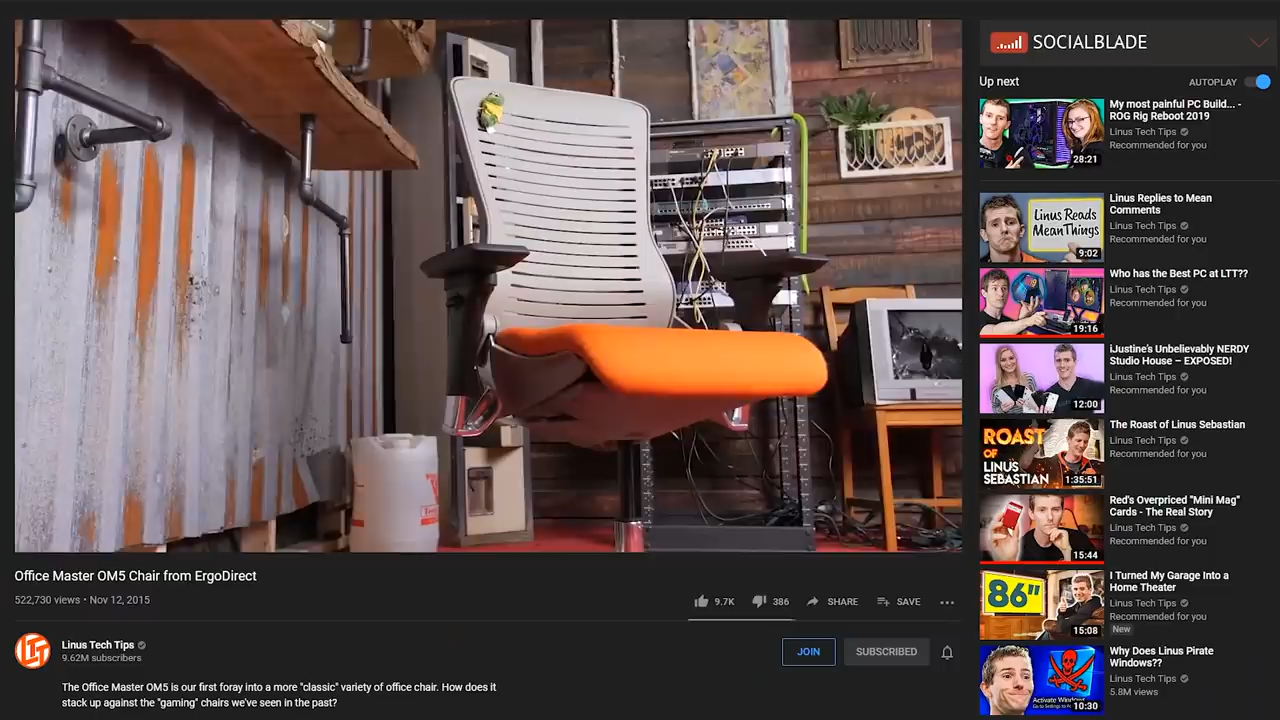 SOCIALBLADE
Up next
AUTOPLAY
My most painful PC Build... -
ROG Rig Reboot 2019
Linus Tech Tips
Recommended for you
28:21
Linus Replies to Mean
Comments
Linus Tech Tips
Recommended for you
Linus Reads
Mean Things
9:02
Who has the Best PC at LTT??
Linus Tech Tips
Recommended for you
19:16
iJustine's Unbelievably NERDY
Studio House – EXPOSED!
Linus Tech Tips
Recommended for you
12:00
The Roast of Linus Sebastian
Linus Tech Tips
Recommended for you
ROAST
OF
LINUS
SEBASTIAN
1:35:51
Red's Overpriced "Mini Mag"
Cards - The Real Story
Linus Tech Tips
Recommended for you
15:44
I Turned My Garage Into a
Home Theater
Linus Tech Tips
Recommended for you
New
86"
15:08
Why Does Linus Pirate
Windows??
Linus Tech Tips
5.8M views
Activate Windows
10:30
Office Master OM5 Chair from ErgoDirect
522,730 views • Nov 12, 2015
9.7K
386
SHARE
SAVE
LTT
Linus Tech Tips
9.62M subscribers
JOIN
SUBSCRIBED
The Office Master OM5 is our first foray into a more "classic" variety of office chair. How does it
stack up against the "gaming" chairs we've seen in the past?